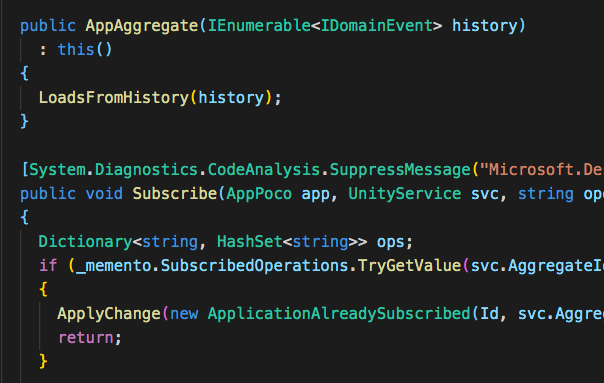 public AppAggregate(IEnumerable<IDomainEvent> history)
: this()
{
LoadsFromHistory(history);
}
[System.Diagnostics.CodeAnalysis.SuppressMessage("Microsoft.De
public void Subscribe(AppPoco app, UnityService svc, string ope
{
Dictionary<string, HashSet<string>> ops;
if (_memento.SubscribedOperations.TryGetValue(svc.AggregateId
{
ApplyChange(new ApplicationAlreadySubscribed(Id, svc.Aggre
return;
}